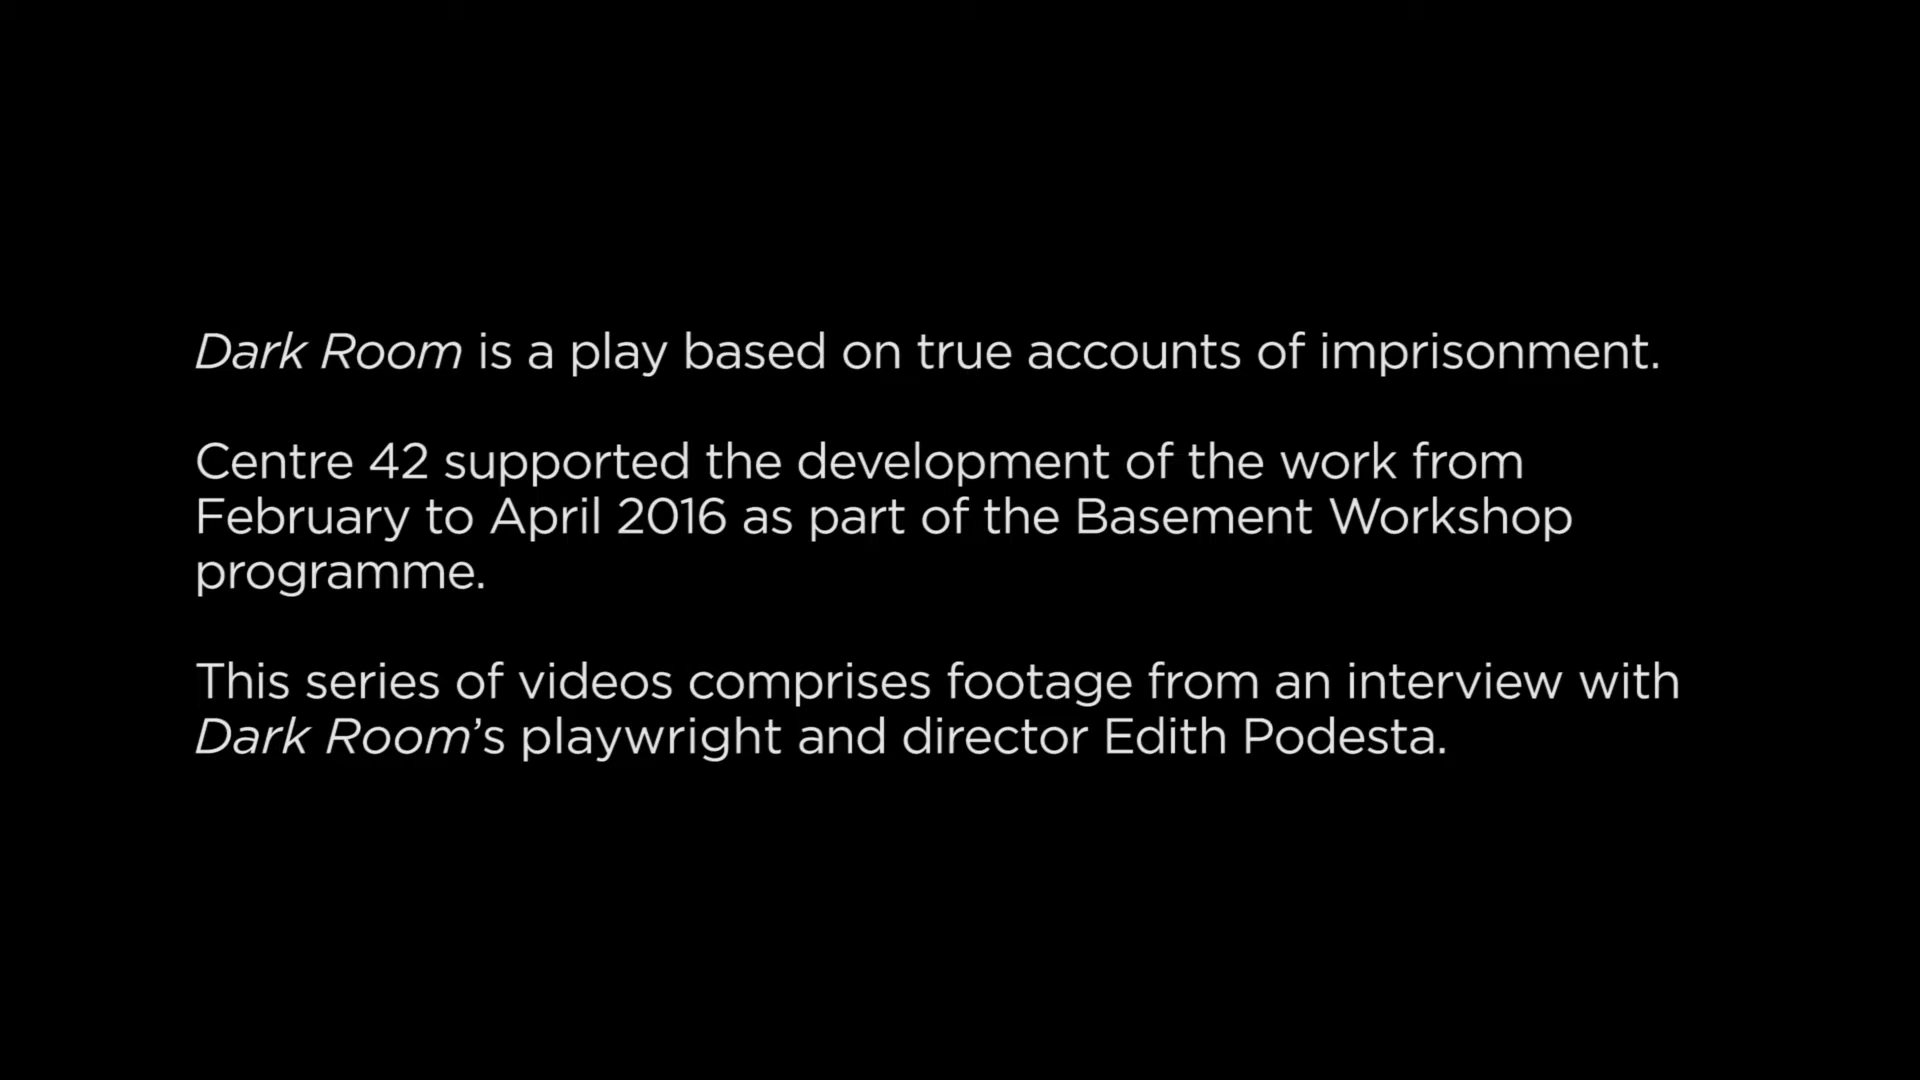 Dark Room is a play based on true accounts of imprisonment.
Centre 42 supported the development of the work from
February to April 2016 as part of the Basement Workshop
programme.
This series of videos comprises footage from an interview with
Dark Room’s playwright and director Edith Podesta.